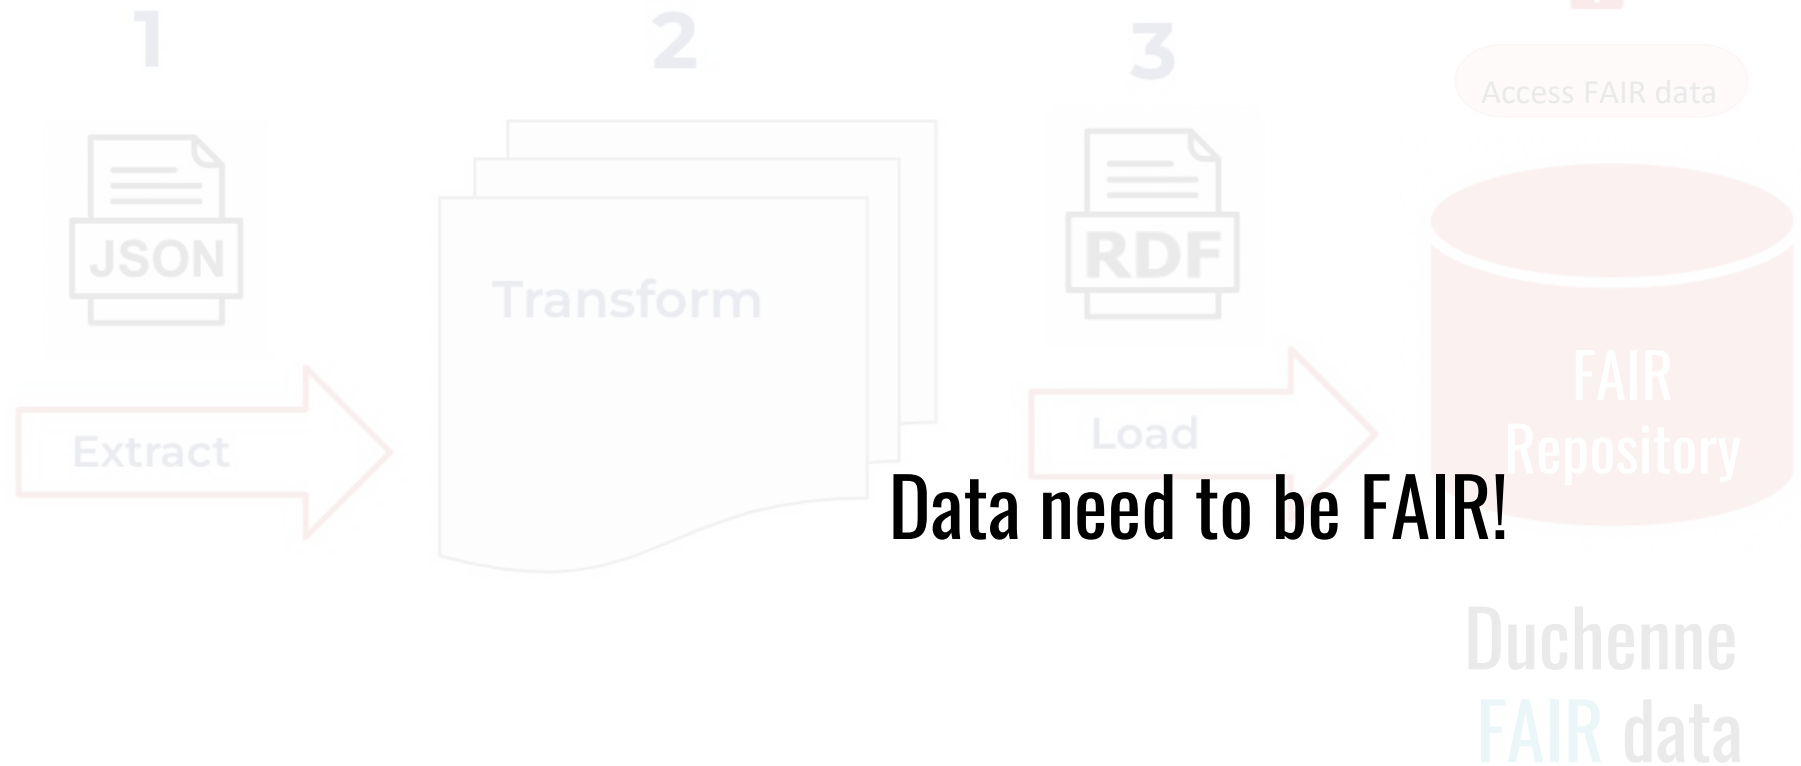 1
2
3
Access FAIR data
JSON
RDF
Transform
FAIR
Repository
Extract
Load
Data need to be FAIR!
Duchenne
FAIR data